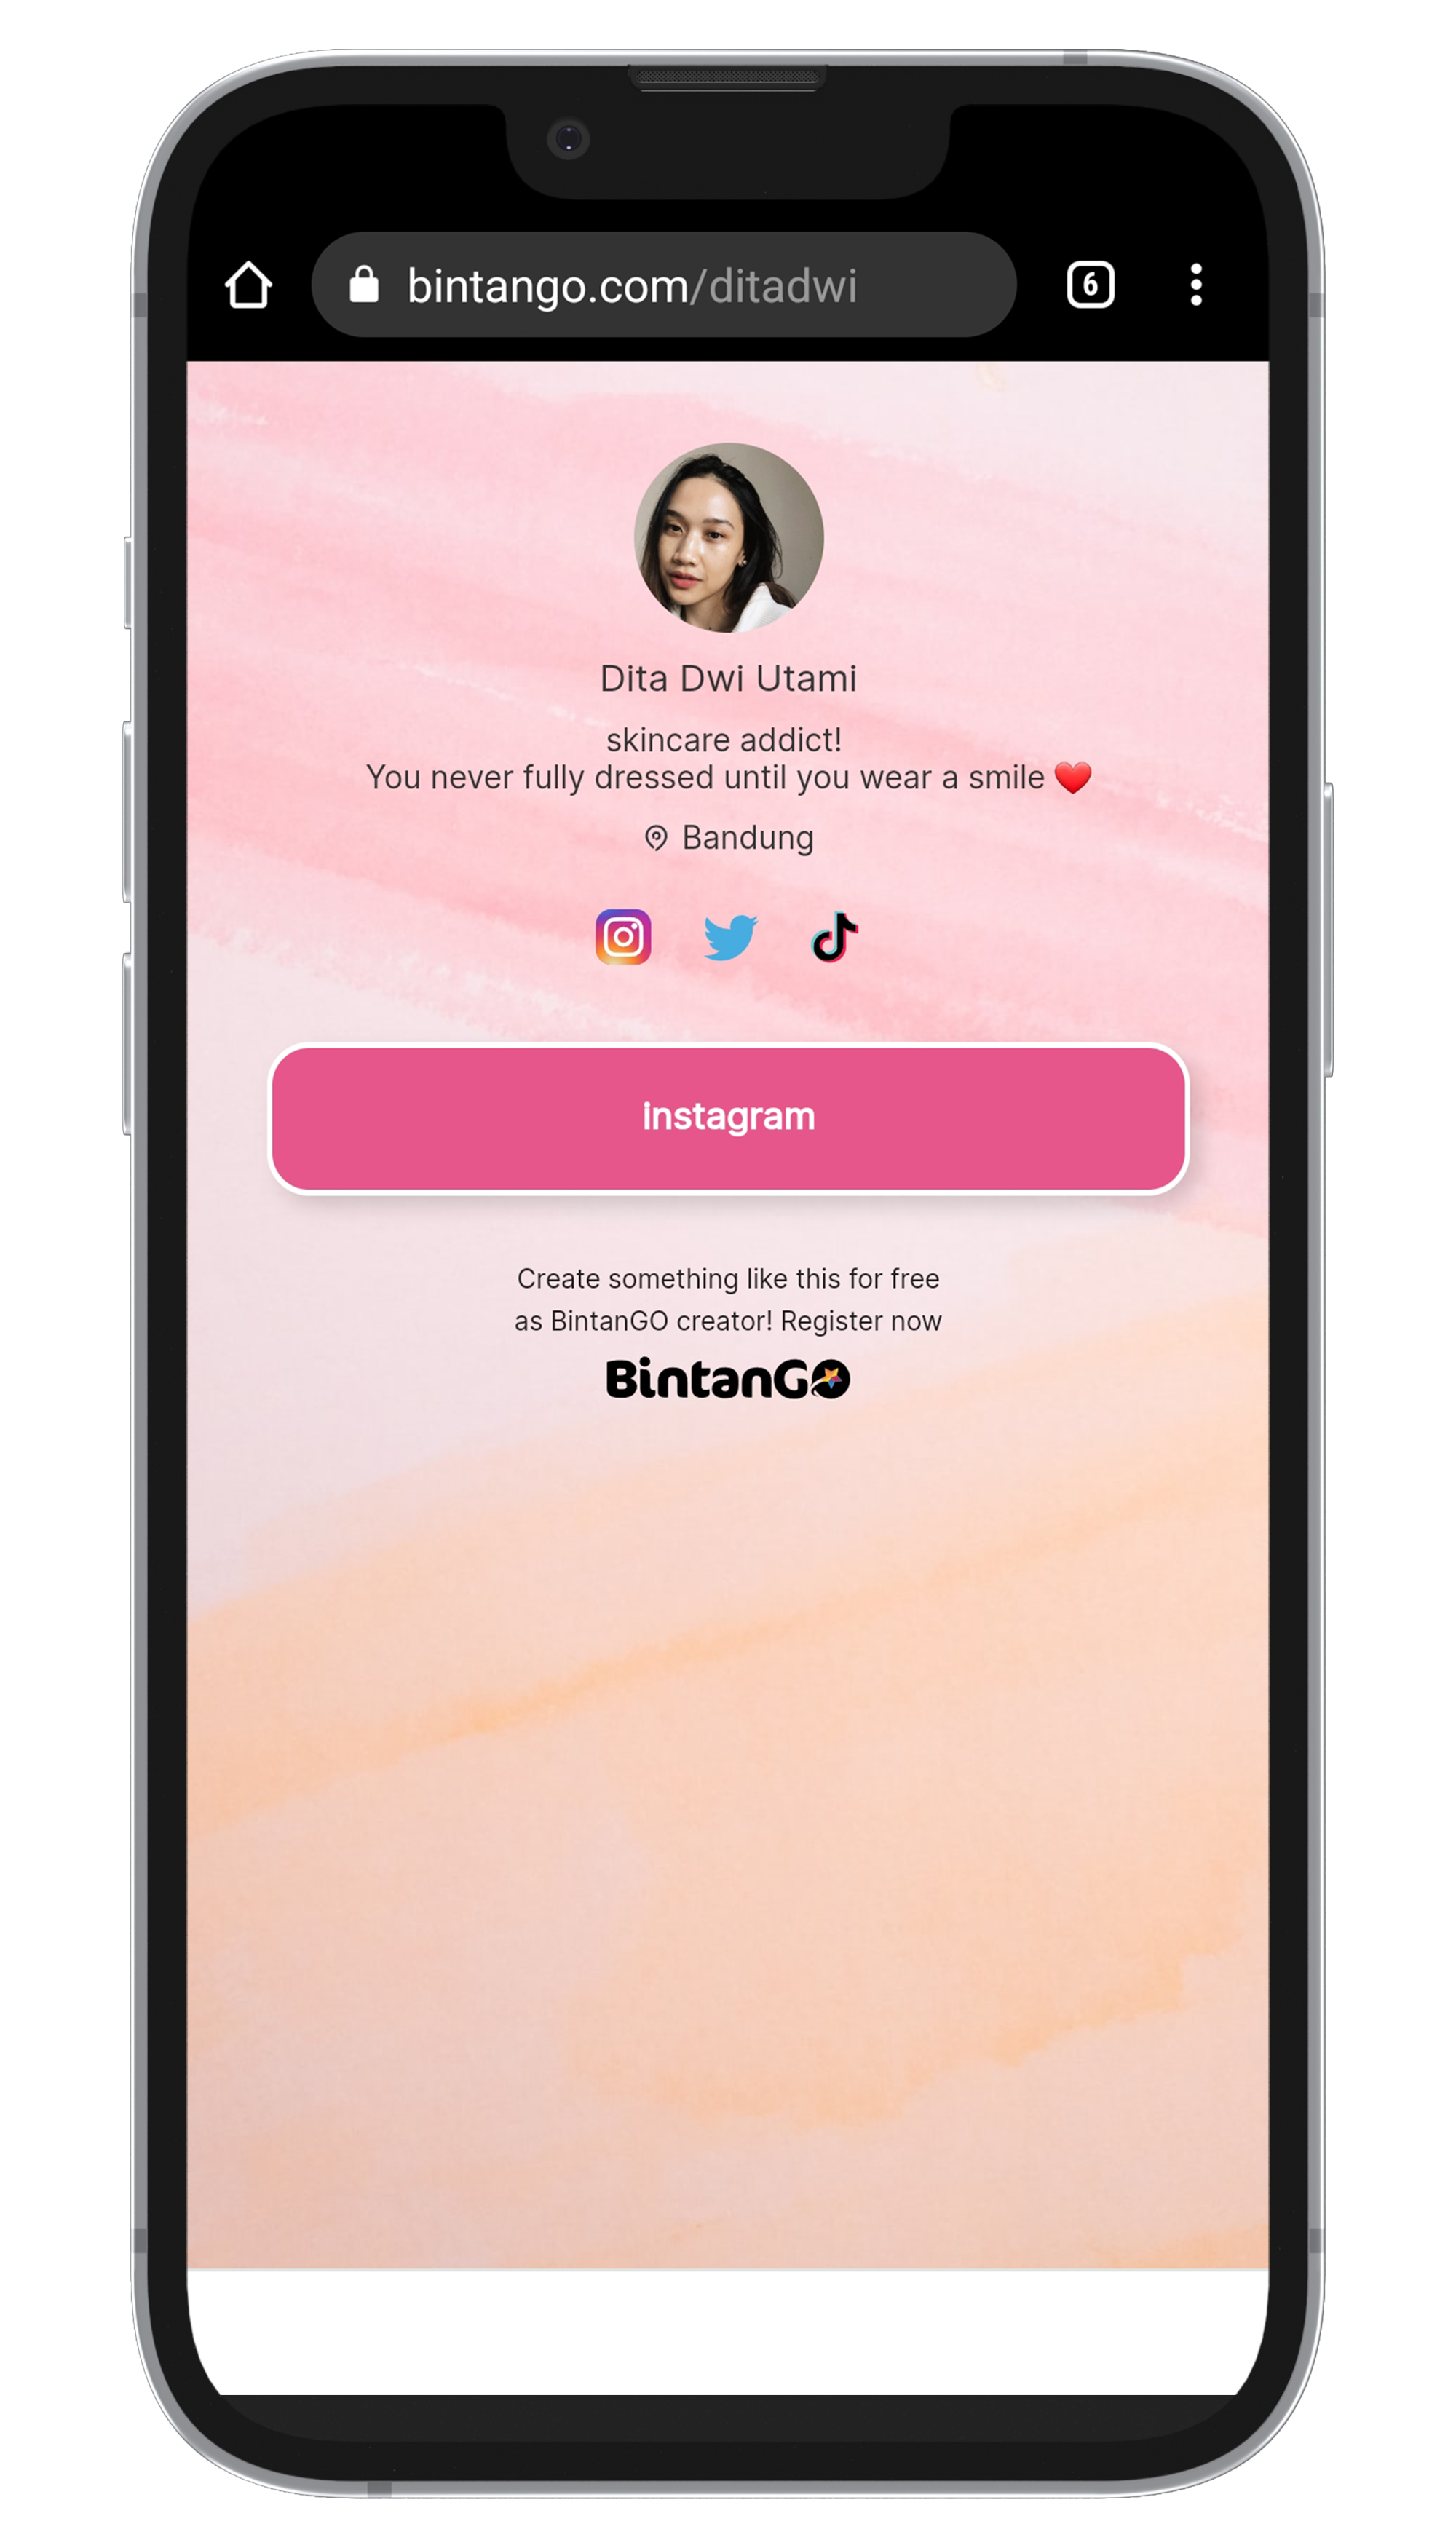 bintango.com/ditadwi
6
Dita Dwi Utami
skincare addict!
You never fully dressed until you wear a smile ❤️
Bandung
instagram
Create something like this for free
as BintanGO creator! Register now
BintanGO